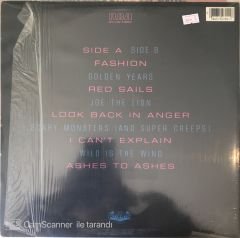 RCA
SIDE A SIDE B
FASHION
GOLDEN YEARS
RED SAILS
JOE THE LION
LOOK BACK IN ANGER
SCARY MONSTERS (AND SUPER CREEPS)
I CAN'T EXPLAIN
WILD IS THE WIND
ASHES TO ASHES
CamScanner ile tarandı